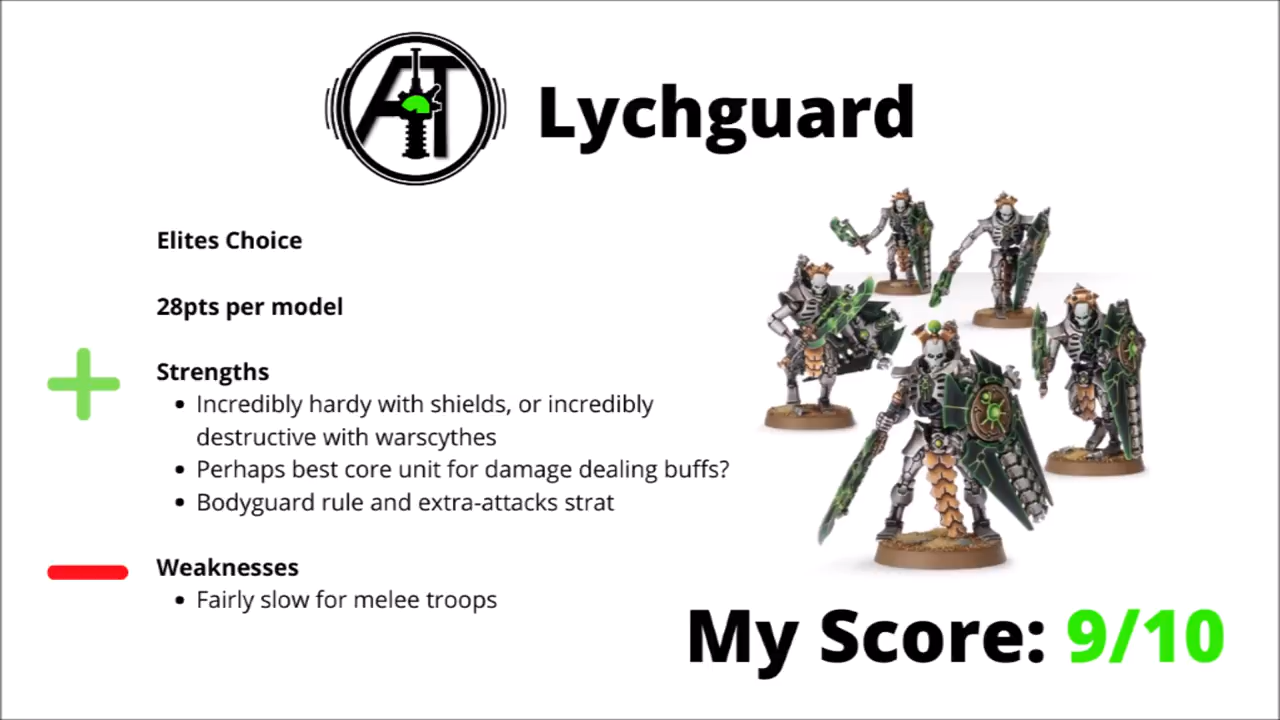 AT
Lychguard
Elites Choice
28pts per model
Strengths
• Incredibly hardy with shields, or incredibly
destructive with warscythes
• Perhaps best core unit for damage dealing buffs?
• Bodyguard rule and extra-attacks strat
Weaknesses
• Fairly slow for melee troops
My Score: 9/10